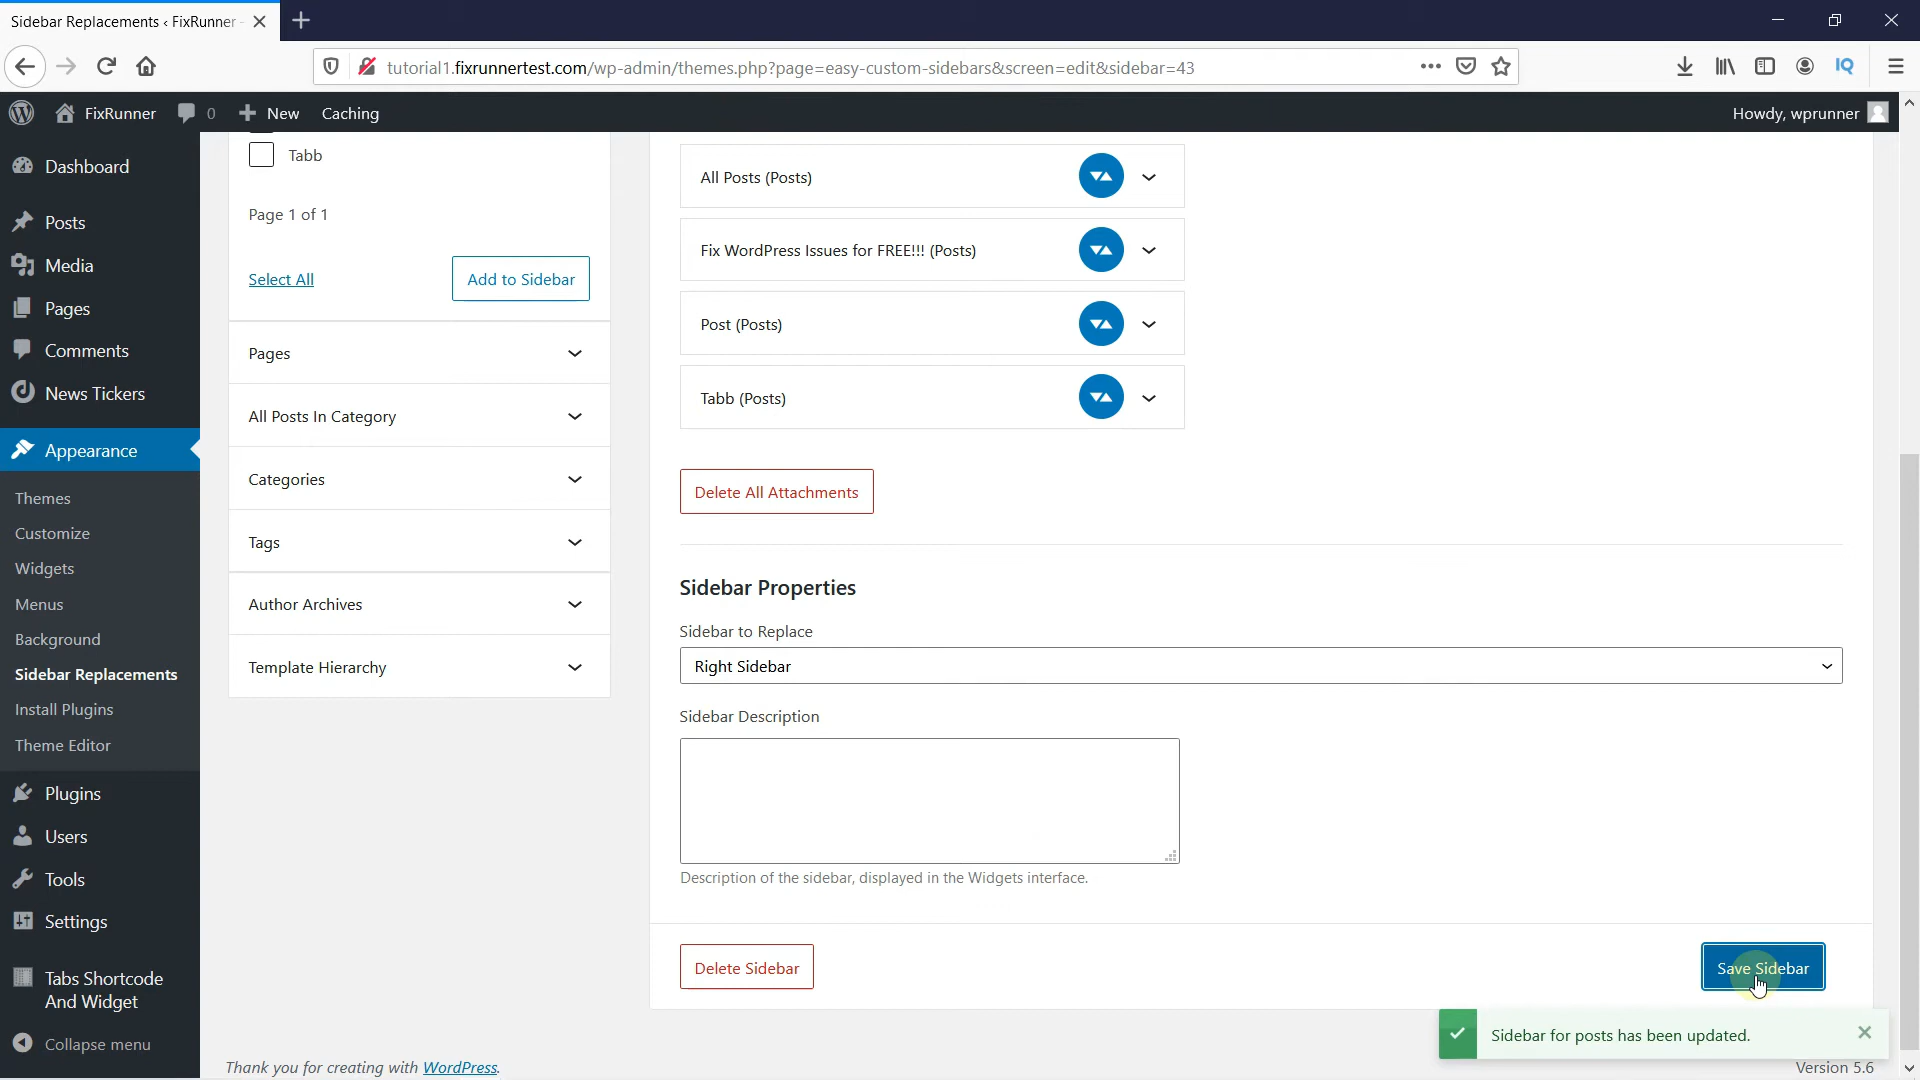 Sidebar Replacements ‹ FixRunner -
tutorial1.fixrunnertest.com/wp-admin/themes.php?page=easy-custom-sidebars&screen=edit&sidebar=43
IQ
FixRunner
0
New
Caching
Howdy, wprunner
Dashboard
Posts
Media
Pages
Comments
News Tickers
Appearance
Themes
Customize
Widgets
Menus
Background
Sidebar Replacements
Install Plugins
Theme Editor
Plugins
Users
Tools
Settings
Tabs Shortcode
And Widget
Collapse menu
Tabb
Page 1 of 1
Select All
Add to Sidebar
Pages
All Posts In Category
Categories
Tags
Author Archives
Template Hierarchy
All Posts (Posts)
Fix WordPress Issues for FREE!!! (Posts)
Post (Posts)
Tabb (Posts)
Delete All Attachments
Sidebar Properties
Sidebar to Replace
Right Sidebar
Sidebar Description
Description of the sidebar, displayed in the Widgets interface.
Delete Sidebar
Save Sidebar
Sidebar for posts has been updated.
Thank you for creating with WordPress.
Version 5.6